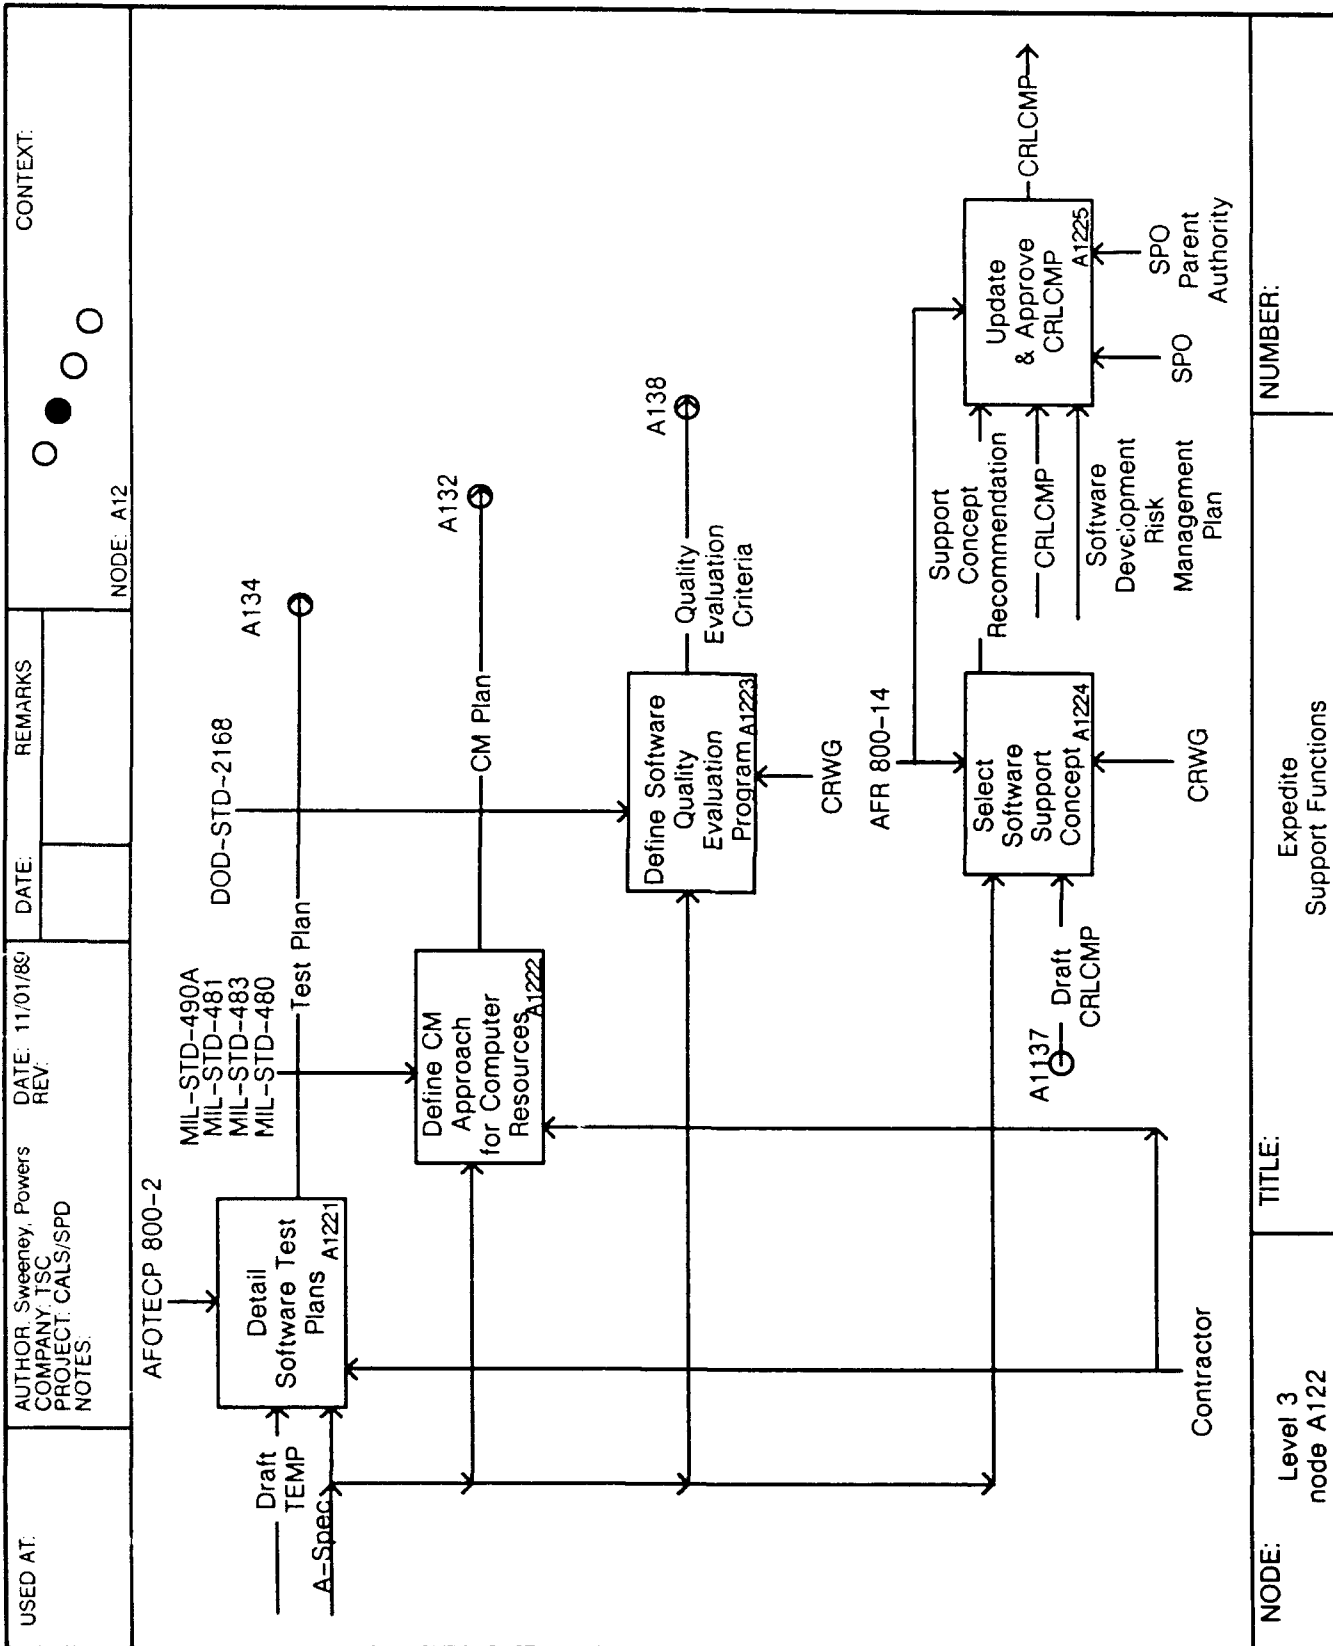 USED AT:
AUTHOR: Sweeney, Powers
COMPANY: TSC
PROJECT: CALS/SPD
NOTES:
DATE: 11/01/89
REV:
DATE:
REMARKS
CONTEXT:
NODE: A12
AFOTECP 800-2
MIL-STD-490A
MIL-STD-481
MIL-STD-483
MIL-STD-480
DOD-STD-2168
A134
Draft
TEMP
A-Spec
Detail
Software Test
Plans
A1221
Test Plan
A132
Define CM
Approach
for Computer
Resources
A1222
CM Plan
A138
Define Software
Quality
Evaluation
Program
A1223
Quality
Evaluation
Criteria
CRWG
AFR 800-14
A1137
Draft
CRLCMP
Select
Software
Support
Concept
A1224
CRWG
Support
Concept
Recommendation
CRLCMP
Software
Development
Risk
Management
Plan
Update
& Approve
CRLCMP
A1225
CRLCMP
SPO
SPO
Parent
Authority
Contractor
NODE:
Level 3
node A122
TITLE:
Expedite
Support Functions
NUMBER: